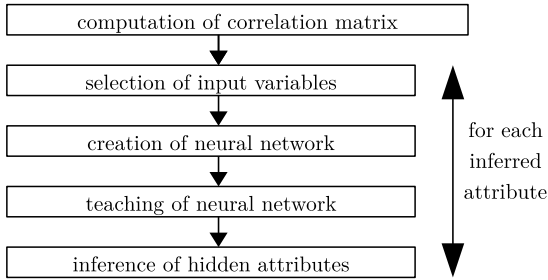 computation of correlation matrix
selection of input variables
creation of neural network
teaching of neural network
inference of hidden attributes
for each
inferred
attribute